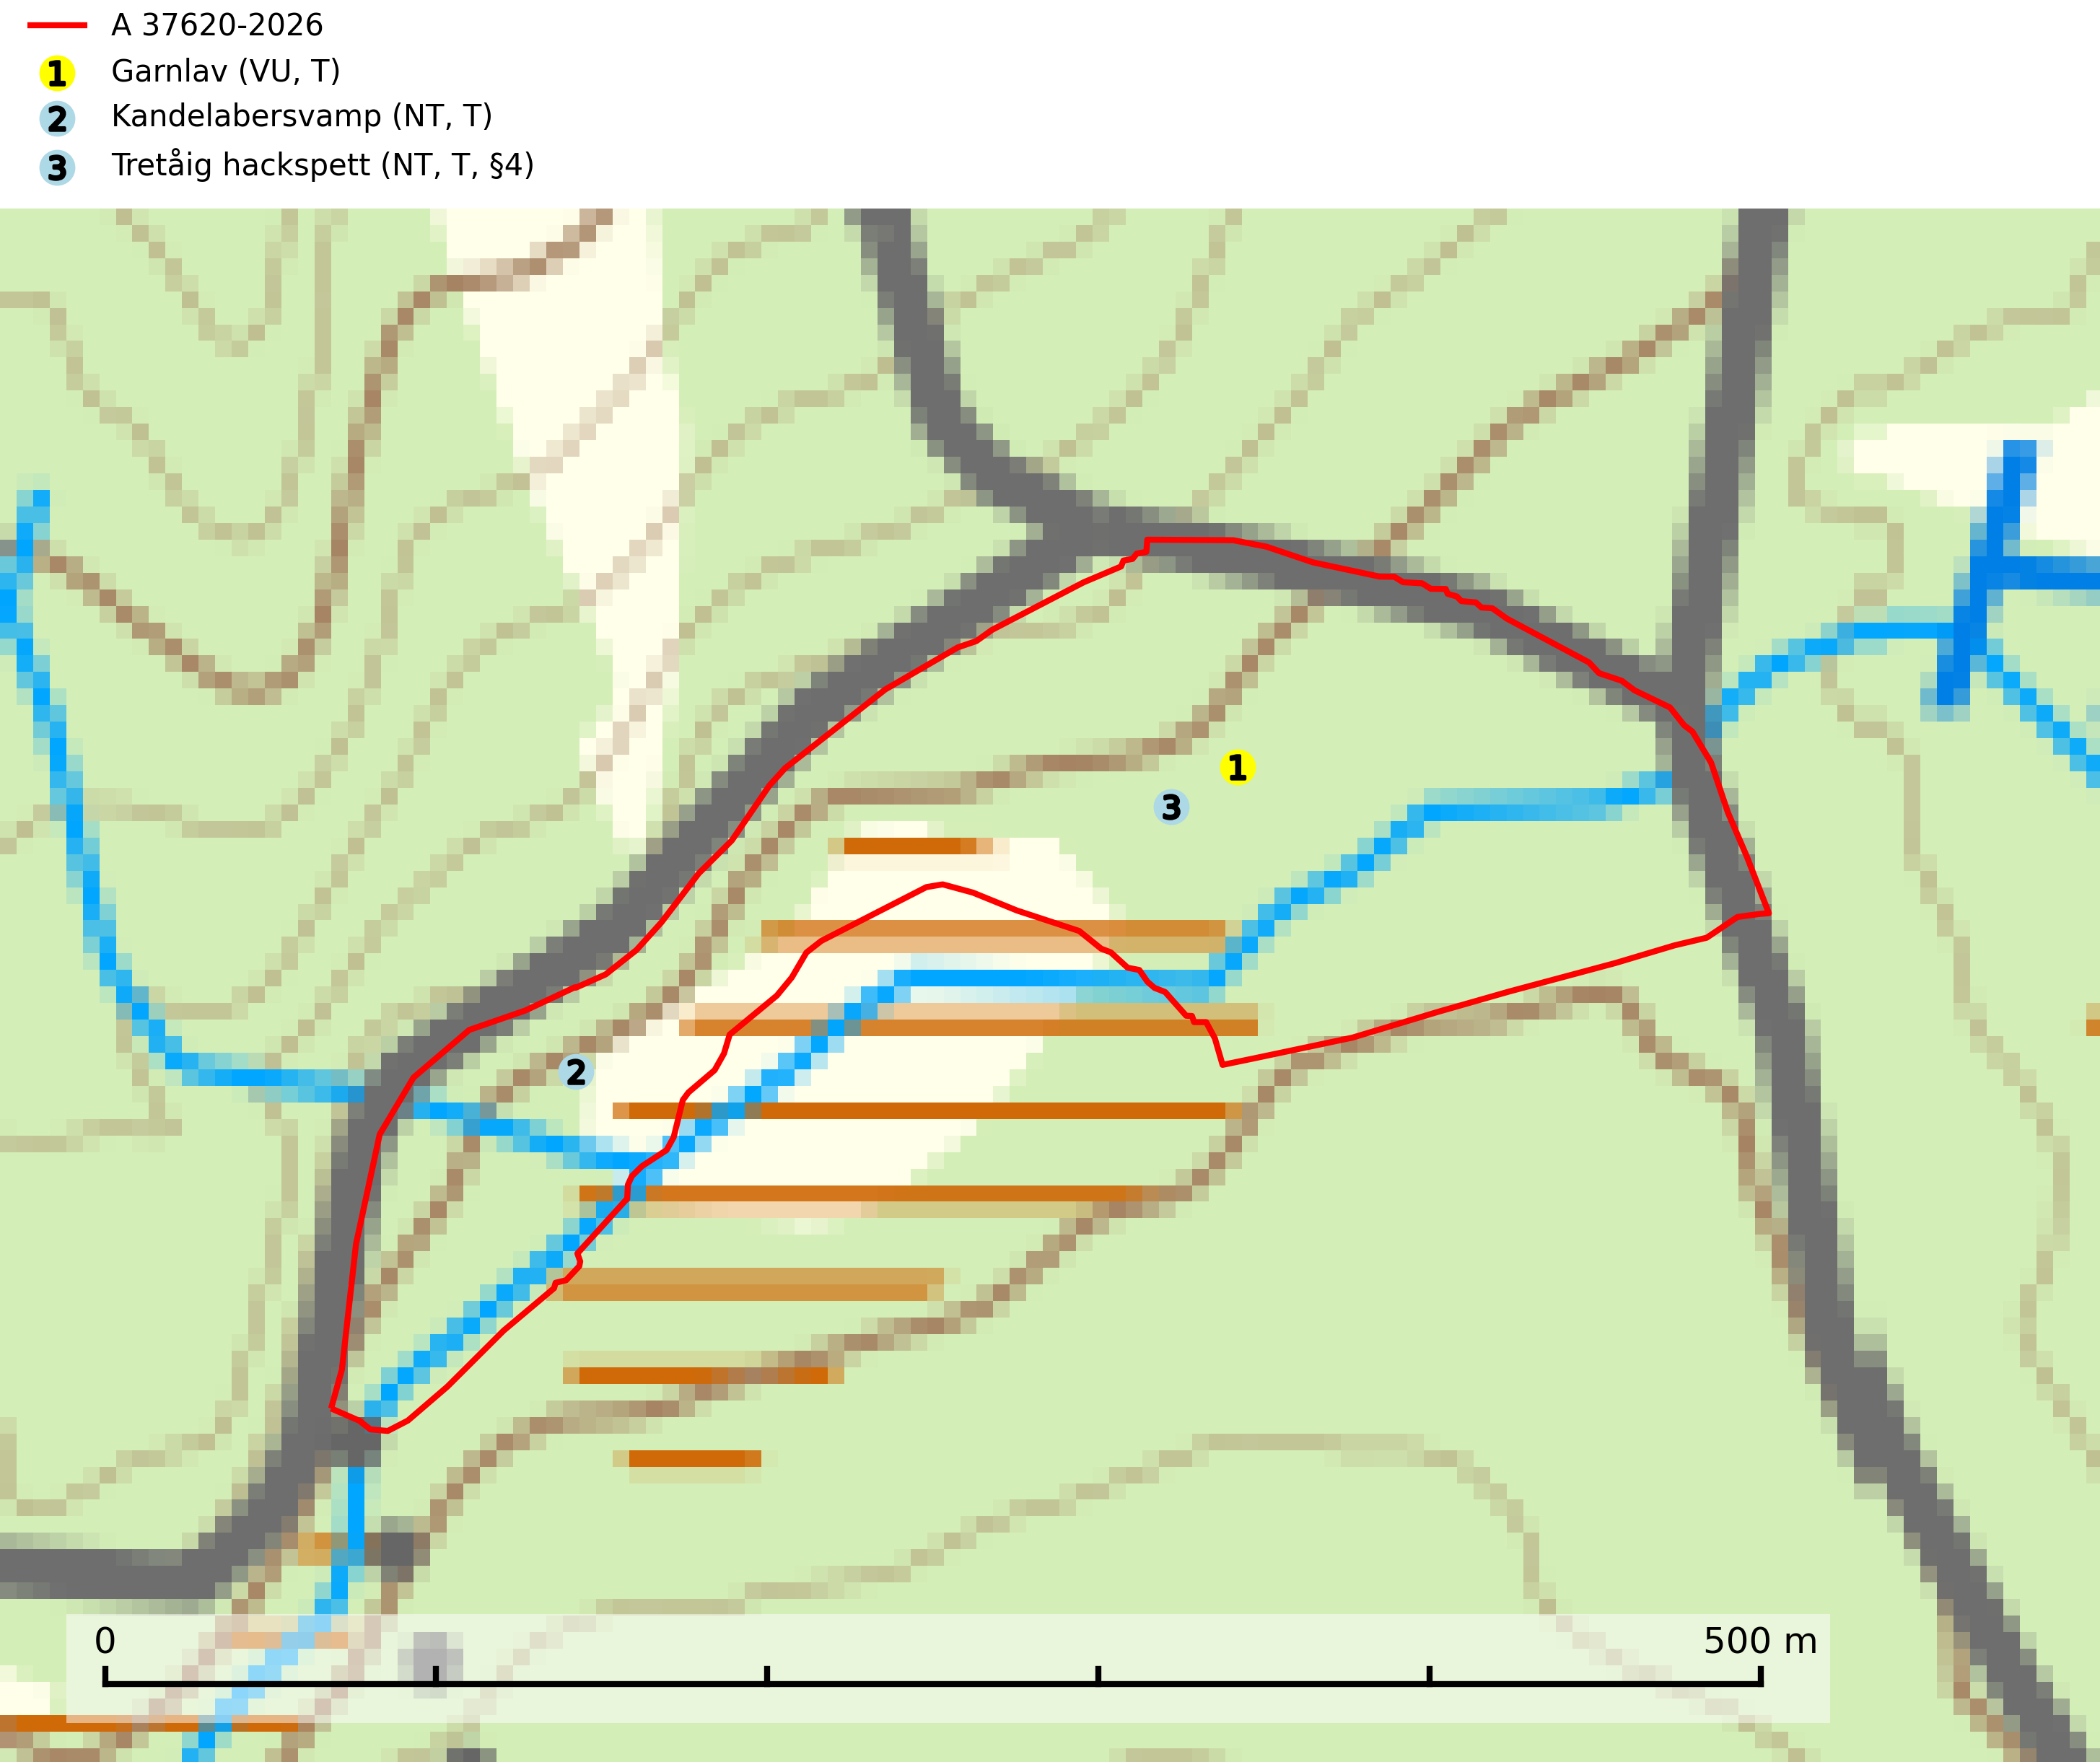 A 37620-2026
1 Garnlav (VU, T)
2 Kandelabersvamp (NT, T)
3 Tretåig hackspett (NT, T, §4)
1
3
2
0 500 m